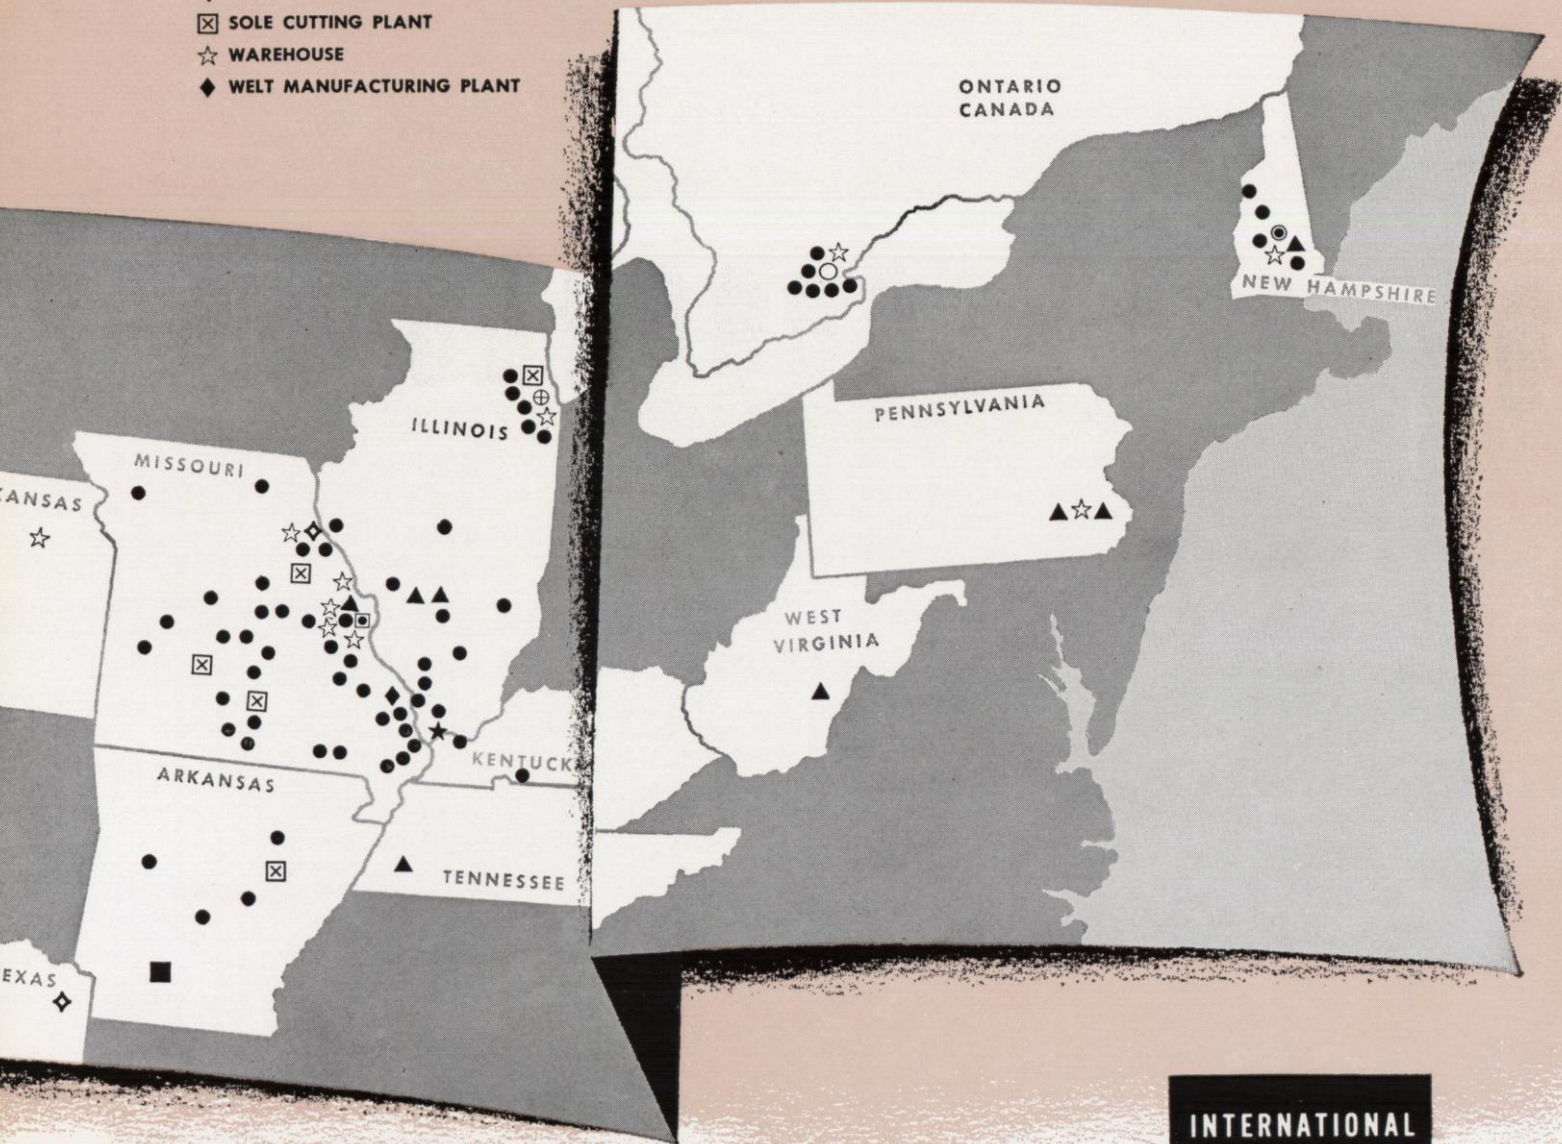 SOLE CUTTING PLANT
WAREHOUSE
WELT MANUFACTURING PLANT
ONTARIO
CANADA
NEW HAMPSHIRE
PENNSYLVANIA
ILLINOIS
MISSOURI
KANSAS
WEST
VIRGINIA
KENTUCK
ARKANSAS
TENNESSEE
EXAS
INTERNATIONAL